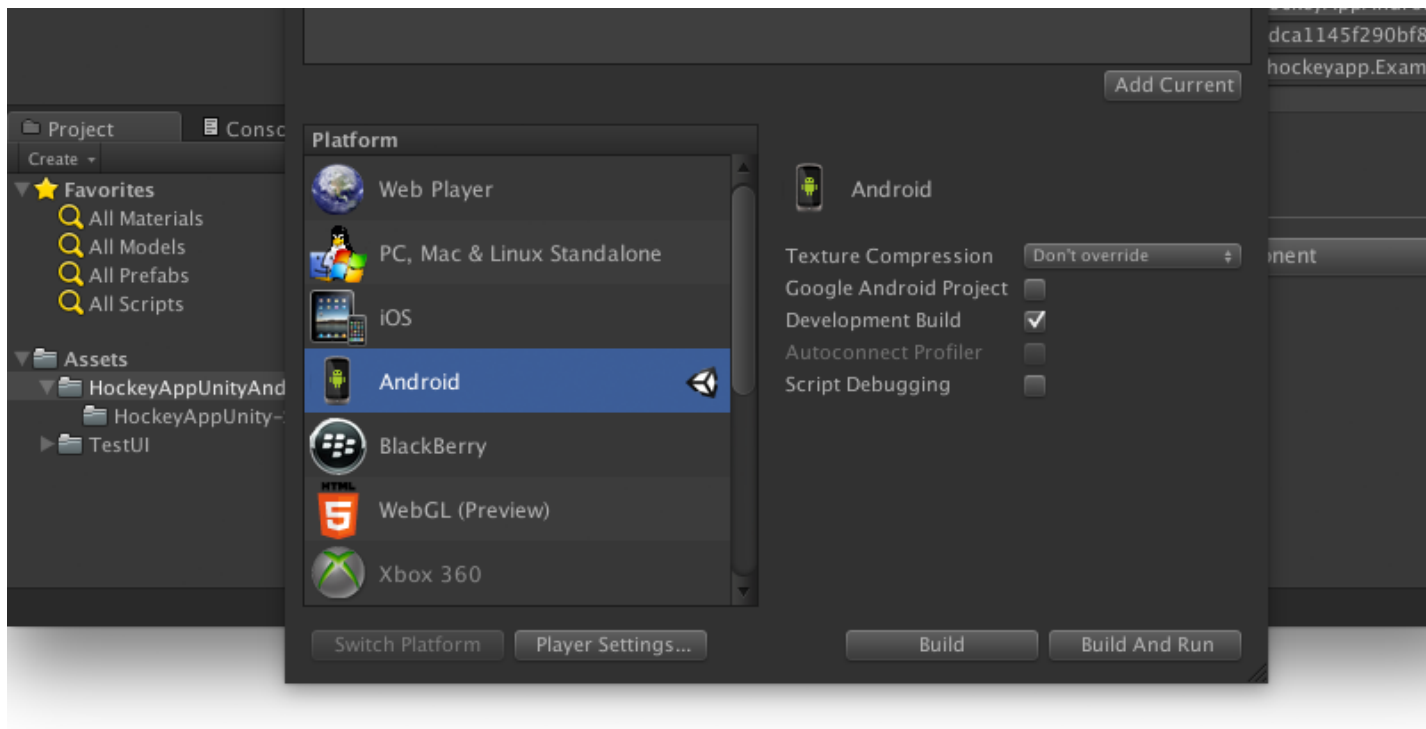 dca1145f290bf8
hockeyapp.Exam
Add Current
Project
Conso
Create
Favorites
All Materials
All Models
All Prefabs
All Scripts
Assets
HockeyAppUnityAnd
HockeyAppUnity-
TestUI
Platform
Web Player
PC, Mac & Linux Standalone
iOS
Android
BlackBerry
HTML
5
WebGL (Preview)
Xbox 360
Switch Platform
Player Settings...
Android
Texture Compression Don't override
Google Android Project
Development Build
Autoconnect Profiler
Script Debugging
Build
Build And Run
onent